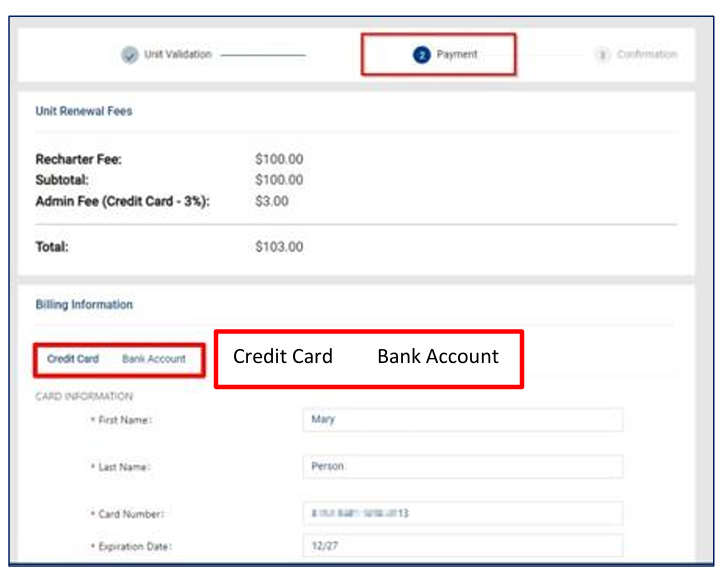 Unit Validation
2 Payment
3 Confirmation
Unit Renewal Fees
Recharter Fee: $100.00
Subtotal: $100.00
Admin Fee (Credit Card - 3%): $3.00
Total: $103.00
Billing Information
Credit Card Bank Account
Credit Card Bank Account
CARD INFORMATION
* First Name: Mary
* Last Name: Person
* Card Number: 13
* Expiration Date: 12/27